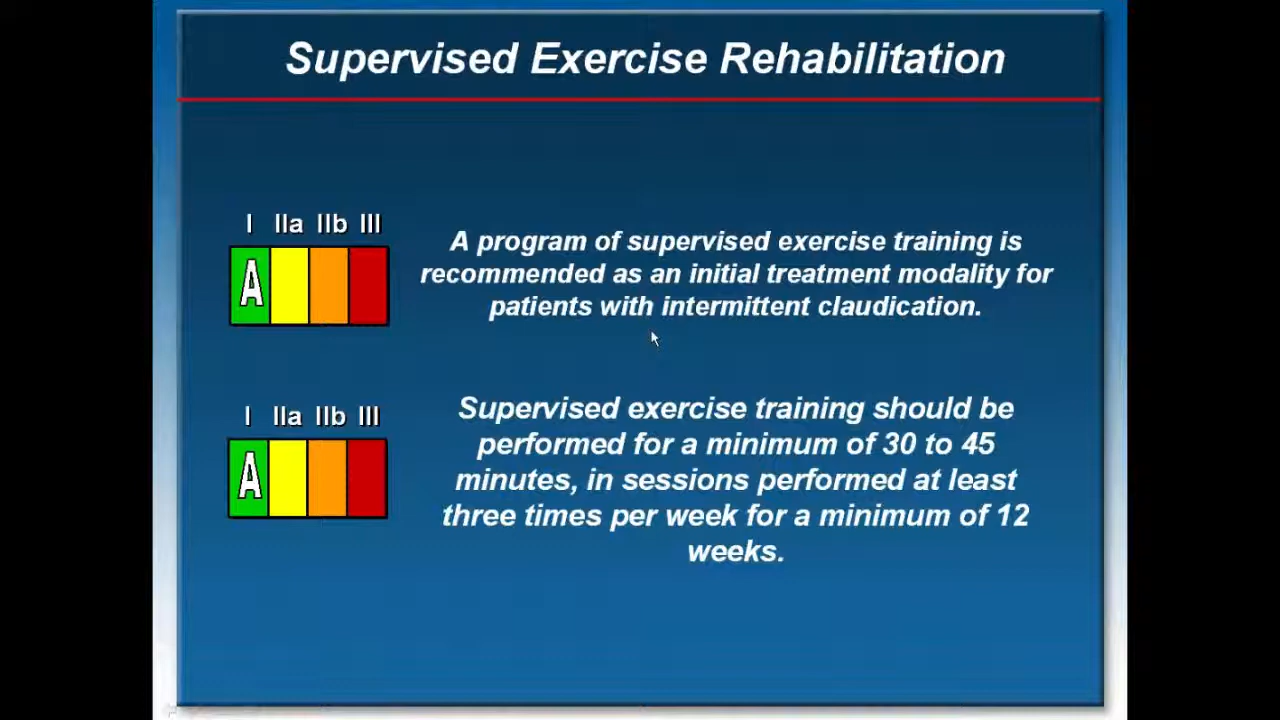 Supervised Exercise Rehabilitation
I IIa IIb III
A
A program of supervised exercise training is
recommended as an initial treatment modality for
patients with intermittent claudication.
I IIa IIb III
A
Supervised exercise training should be
performed for a minimum of 30 to 45
minutes, in sessions performed at least
three times per week for a minimum of 12
weeks.